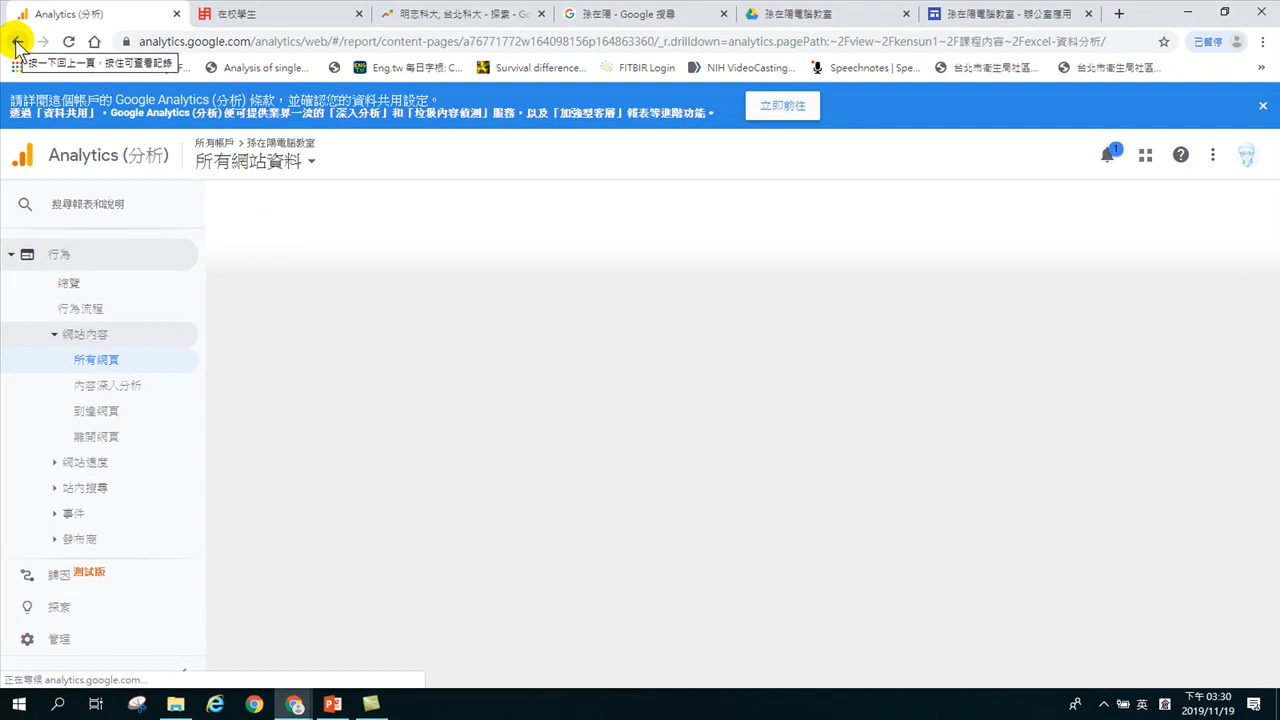 Analytics (分析)
在校學生
明志科大, 台北科大 - 探索 - Go
孫在陽 - Google 搜尋
孫在陽電腦教室
孫在陽電腦教室 - 辦公室應用
analytics.google.com/analytics/web/#/report/content-pages/a76771772w164098156p164863360/_r.drilldown=analytics.pagePath:~2Fview~2Fkensun1~2F課程內容~2Fexcel-資料分析/
已暫停
按一下回上一頁，按住可查看記錄
Analysis of single...
Eng.tw 每日字根: C...
Survival difference...
FITBIR Login
NIH VideoCasting...
Speechnotes | Spe...
台北市衛生局社區...
台北市衛生局社區...
»
請詳閱這個帳戶的 Google Analytics (分析) 條款，並確認您的資料共用設定。
透過「資料共用」，Google Analytics (分析) 便可提供業界一流的「深入分析」和「垃圾內容偵測」服務，以及「加強型客層」報表等進階功能。
立即前往
Analytics (分析)
所有帳戶 > 孫在陽電腦教室
所有網站資料
1
搜尋報表和說明
行為
總覽
行為流程
網站內容
所有網頁
內容深入分析
到達網頁
離開網頁
網站速度
站內搜尋
事件
發布商
歸因 測試版
探索
管理
正在等候 analytics.google.com...
英
下午 03:30
2019/11/19